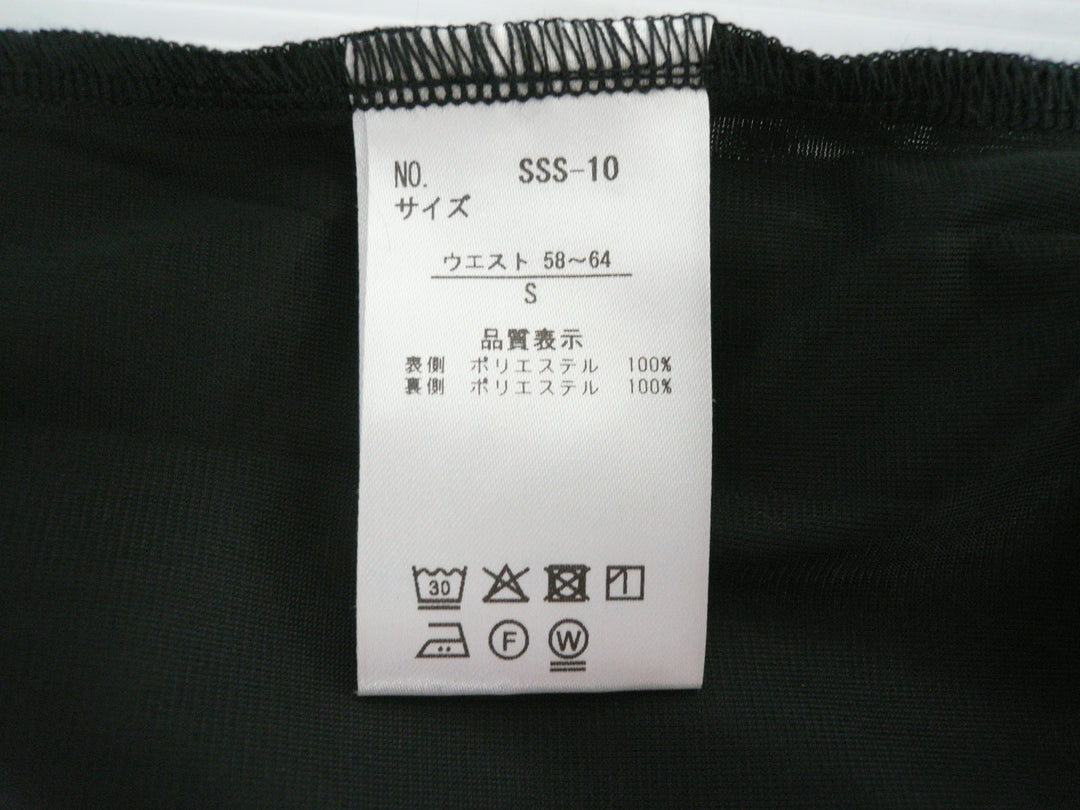 NO. SSS-10
サイズ
ウエスト 58～64
S
品質表示
表側 ポリエステル 100%
裏側 ポリエステル 100%
30
F W